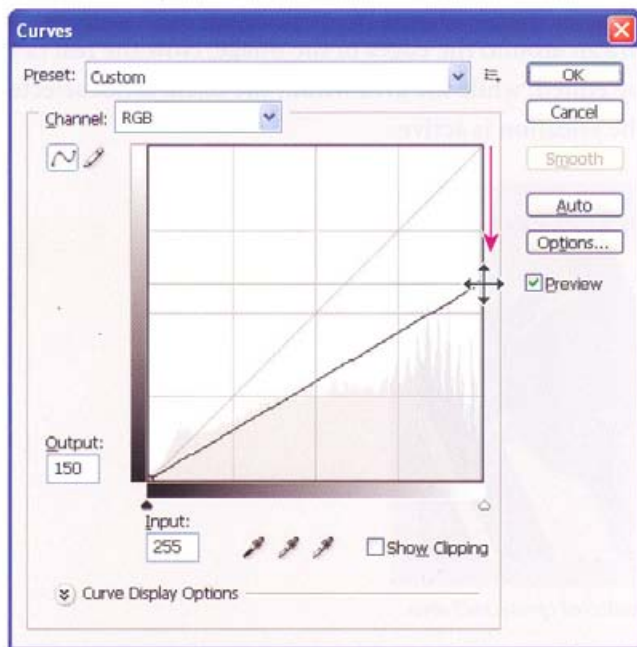 Curves
Preset: Custom
OK
Channel: RGB
Cancel
Smooth
Auto
Options...
Preview
Output:
150
Input:
255
Show Clipping
Curve Display Options